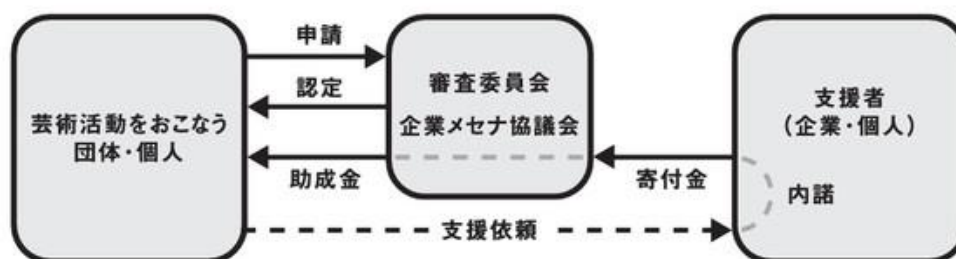 申請
認定
審査委員会
企業メセナ協議会
支援者
(企業・個人)
芸術活動をおこなう
団体・個人
助成金
寄付金
内諾
支援依頼